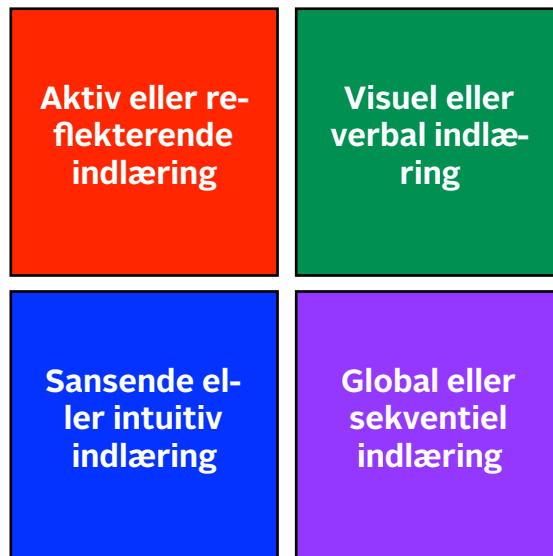 Aktiv eller re-
flekterende
indlæring
Visuel eller
verbal indlæ-
ring
Sansende el-
ler intuitiv
indlæring
Global eller
sekventiel
indlæring